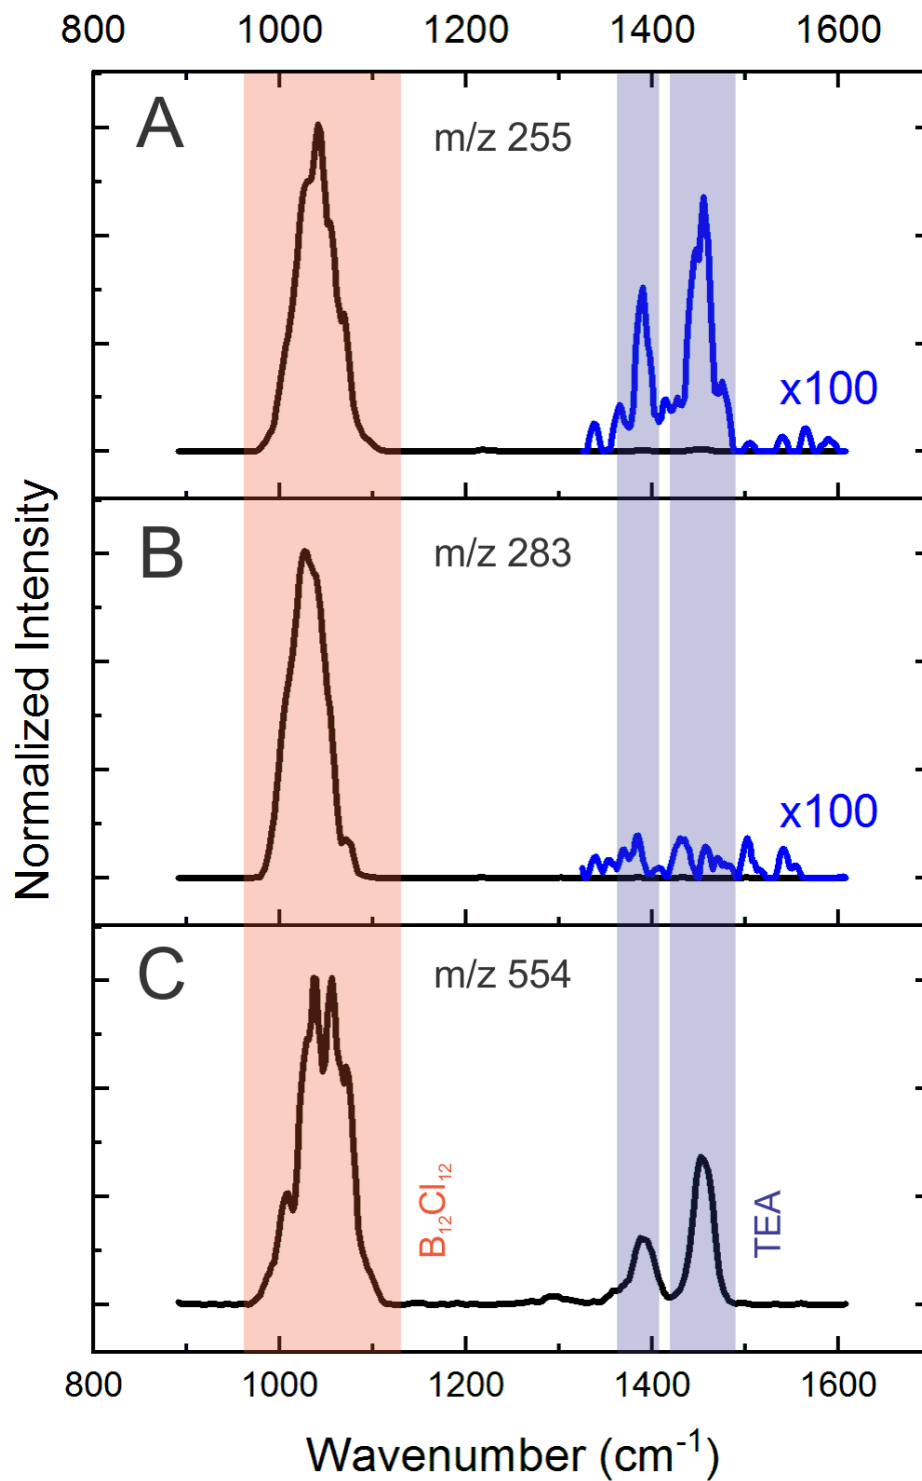 800 1000 1200 1400 1600
A
m/z 255
x100
B
m/z 283
x100
C
m/z 554
B₁₂Cl₁₂
TEA
800 1000 1200 1400 1600
Wavenumber (cm⁻¹)
Normalized Intensity